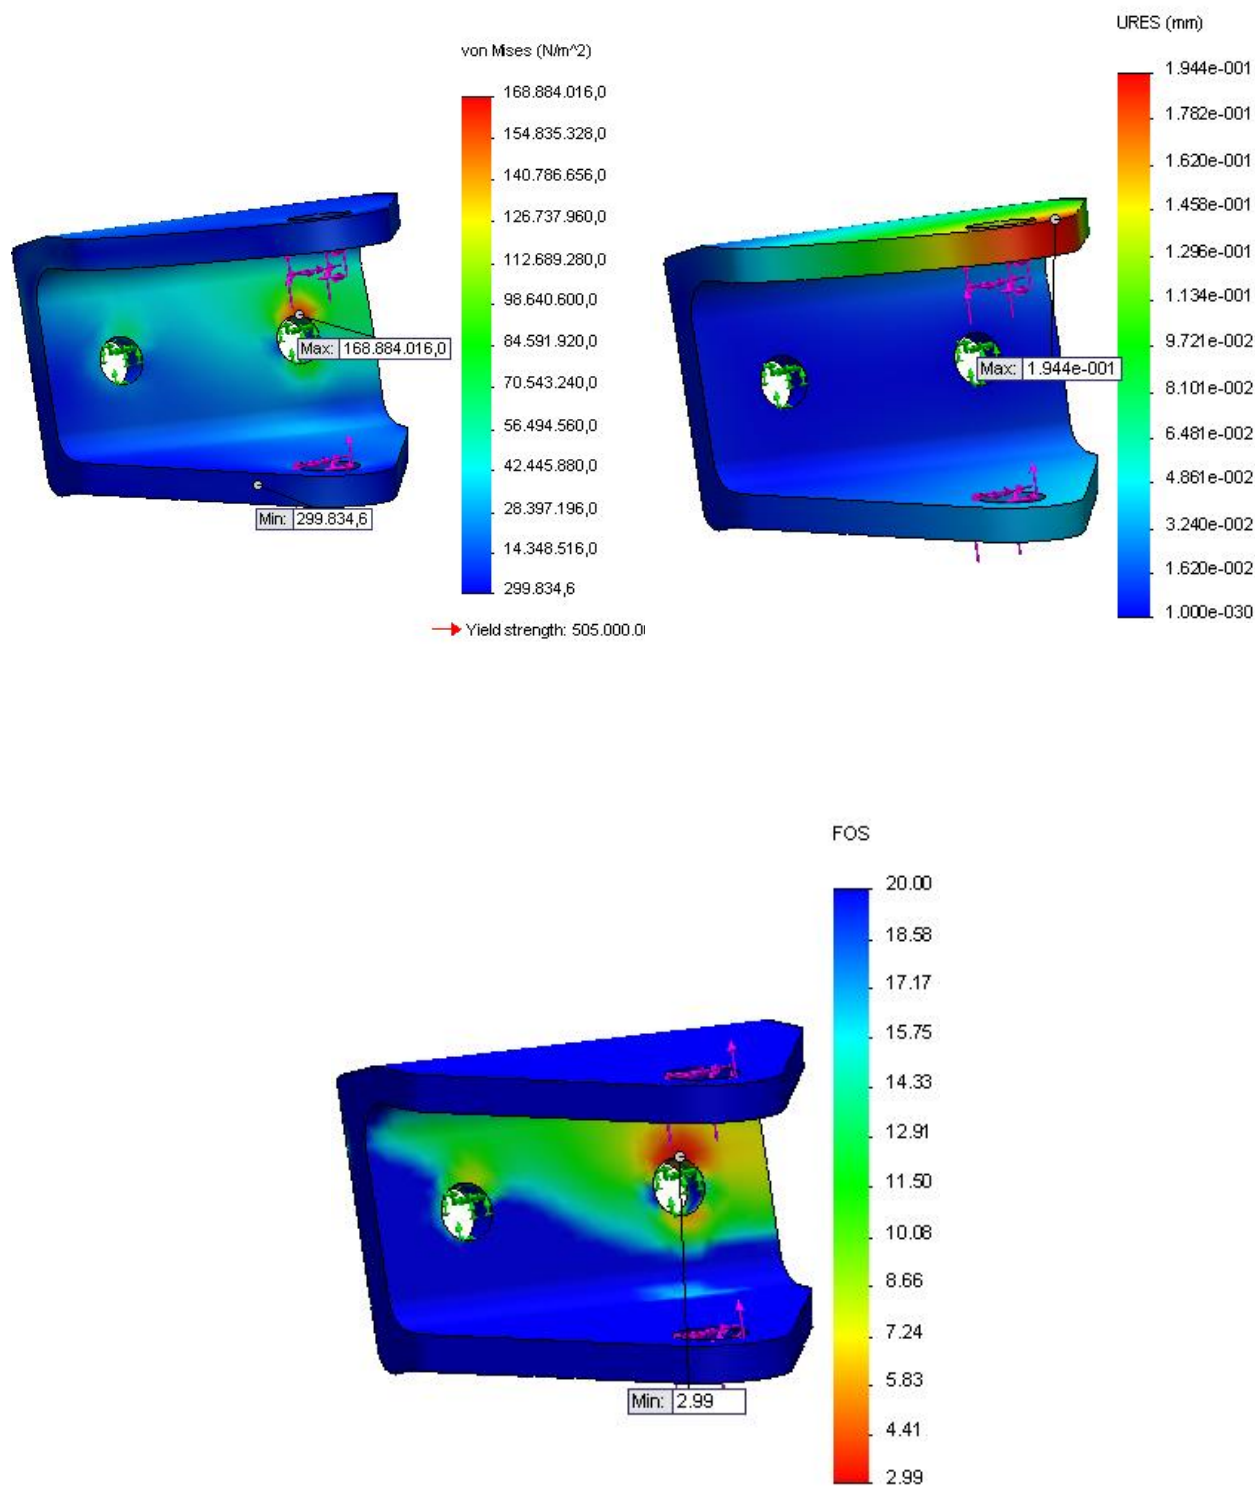 von Mises (N/m^2)
168.884.016,0
154.835.328,0
140.786.656,0
126.737.960,0
112.689.280,0
98.640.600,0
84.591.920,0
70.543.240,0
56.494.560,0
42.445.880,0
28.397.196,0
14.348.516,0
299.834,6
Yield strength: 505.000.0
Max: 168.884.016,0
Min: 299.834,6
URES (mm)
1.944e-001
1.782e-001
1.620e-001
1.458e-001
1.296e-001
1.134e-001
9.721e-002
8.101e-002
6.481e-002
4.861e-002
3.240e-002
1.620e-002
1.000e-030
Max: 1.944e-001
FOS
20.00
18.58
17.17
15.75
14.33
12.91
11.50
10.08
8.66
7.24
5.83
4.41
2.99
Min: 2.99